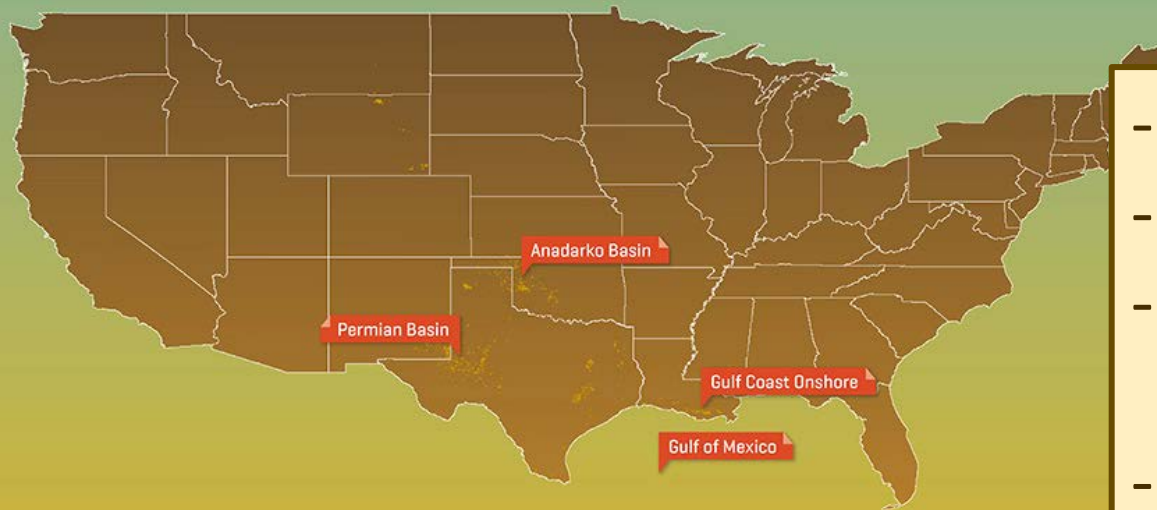 Anadarko Basin
Permian Basin
Gulf Coast Onshore
Gulf of Mexico
-
-
-
-